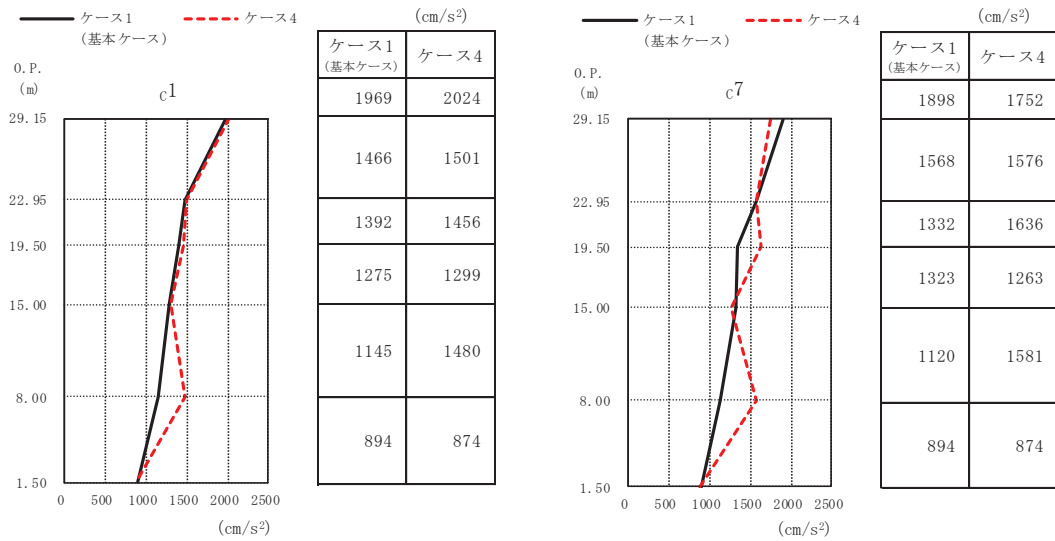 ケース1
(基本ケース)
ケース4
(cm/s²)
O.P.
(m)
C1
29.15
22.95
19.50
15.00
8.00
1.50
0 500 1000 1500 2000 2500
(cm/s²)
ケース1
(基本ケース)
ケース4
1969 2024
1466 1501
1392 1456
1275 1299
1145 1480
894 874
ケース1
(基本ケース)
ケース4
(cm/s²)
O.P.
(m)
C7
29.15
22.95
19.50
15.00
8.00
1.50
0 500 1000 1500 2000 2500
(cm/s²)
ケース1
(基本ケース)
ケース4
1898 1752
1568 1576
1332 1636
1323 1263
1120 1581
894 874